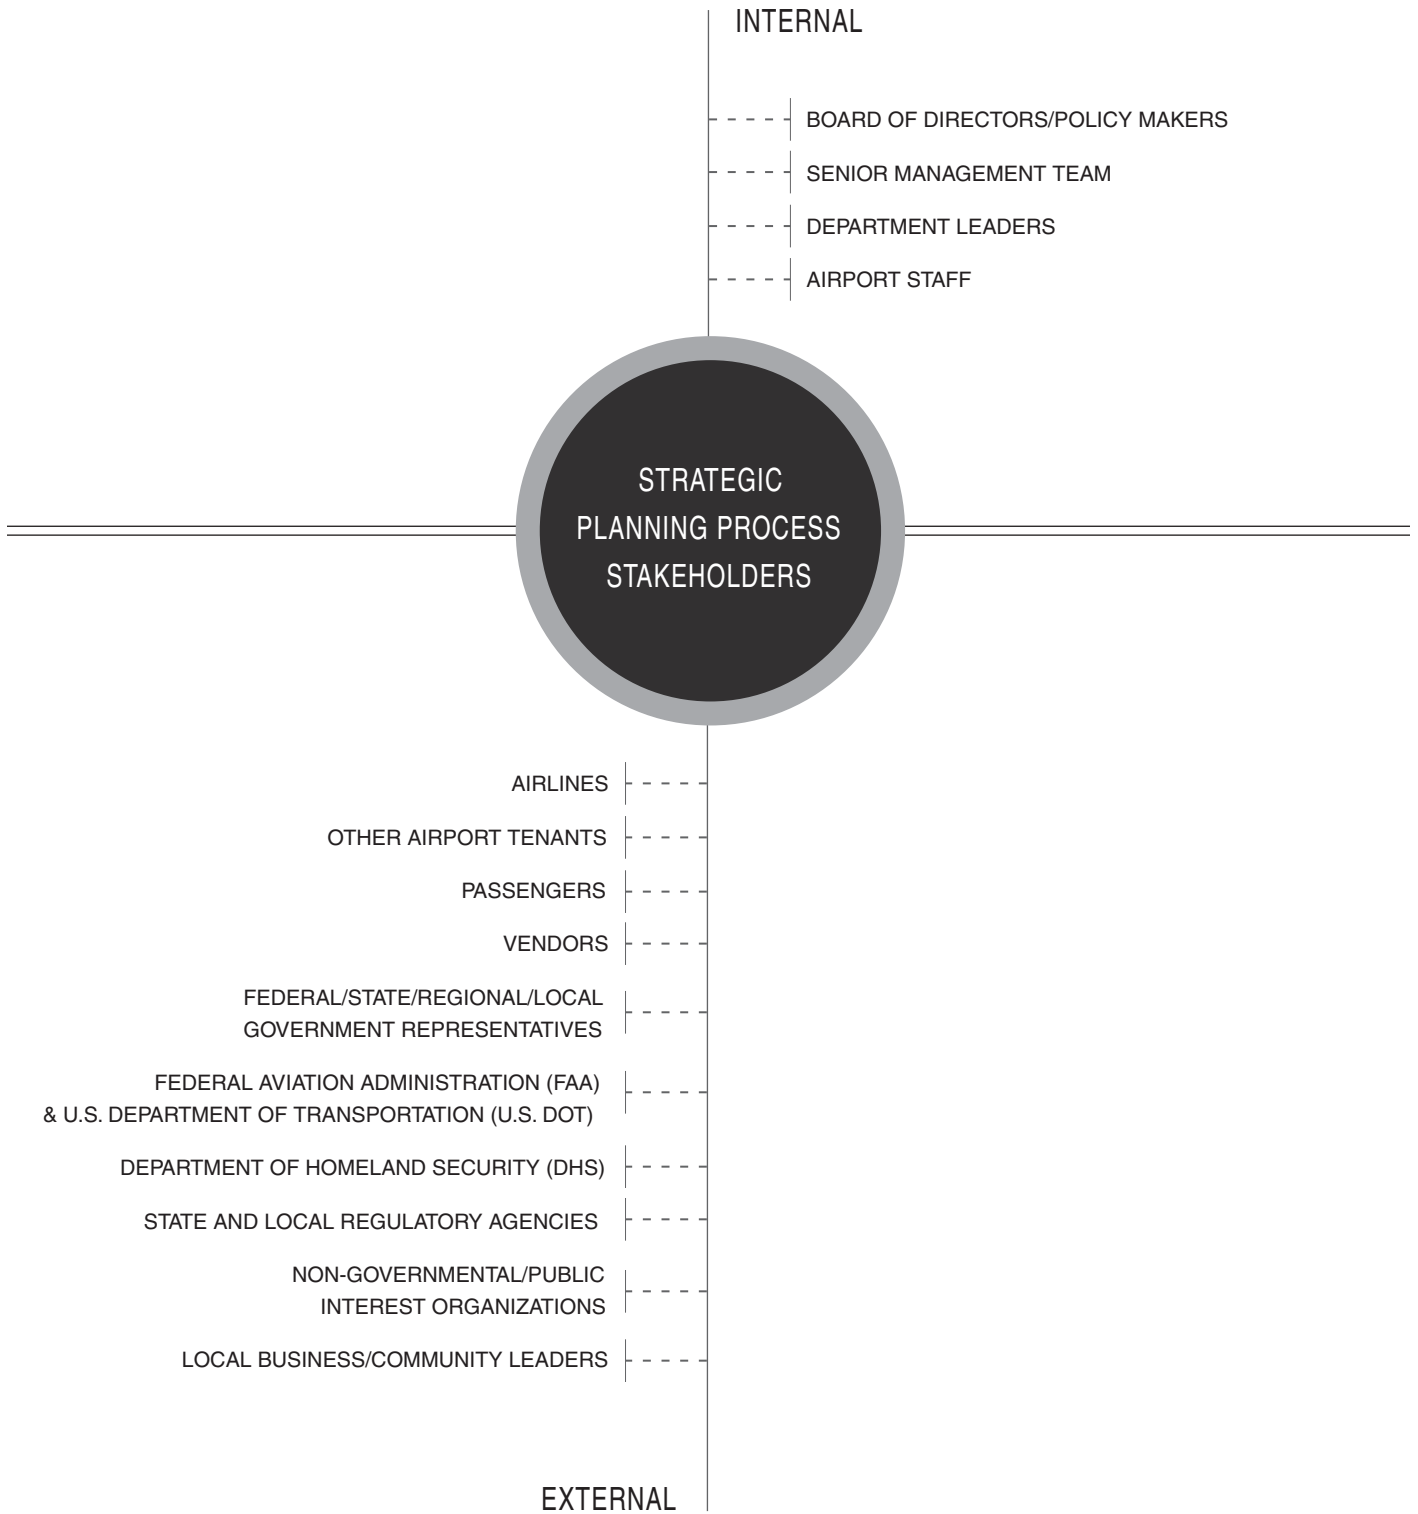 INTERNAL
BOARD OF DIRECTORS/POLICY MAKERS
SENIOR MANAGEMENT TEAM
DEPARTMENT LEADERS
AIRPORT STAFF
STRATEGIC
PLANNING PROCESS
STAKEHOLDERS
AIRLINES
OTHER AIRPORT TENANTS
PASSENGERS
VENDORS
FEDERAL/STATE/REGIONAL/LOCAL
GOVERNMENT REPRESENTATIVES
FEDERAL AVIATION ADMINISTRATION (FAA)
& U.S. DEPARTMENT OF TRANSPORTATION (U.S. DOT)
DEPARTMENT OF HOMELAND SECURITY (DHS)
STATE AND LOCAL REGULATORY AGENCIES
NON-GOVERNMENTAL/PUBLIC
INTEREST ORGANIZATIONS
LOCAL BUSINESS/COMMUNITY LEADERS
EXTERNAL